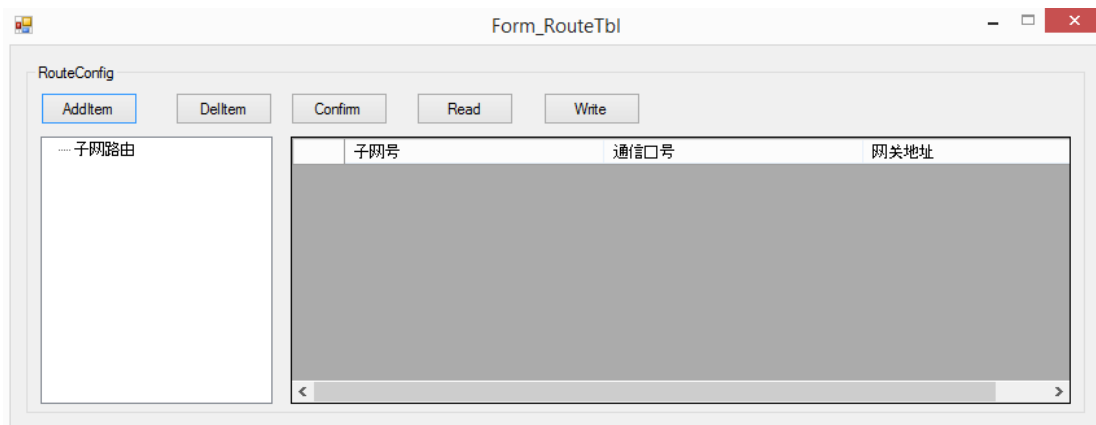 Form_RouteTbl
RouteConfig
AddItem DelItem Confirm Read Write
子网路由
子网号 通信口号 网关地址